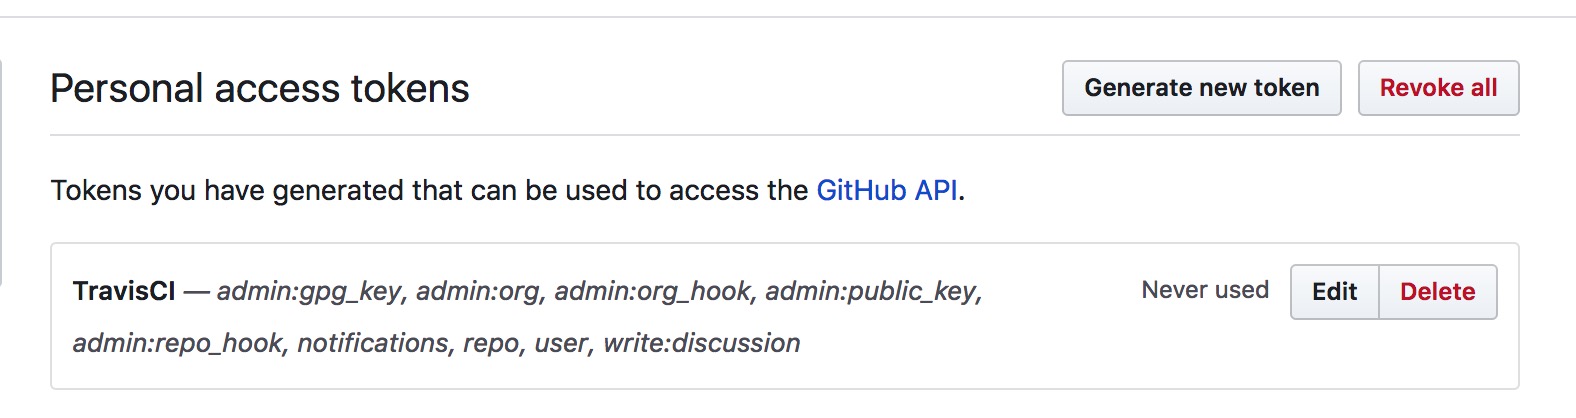 Personal access tokens
Generate new token
Revoke all
Tokens you have generated that can be used to access the GitHub API.
TravisCI — admin:gpg_key, admin:org, admin:org_hook, admin:public_key,
admin:repo_hook, notifications, repo, user, write:discussion
Never used
Edit
Delete